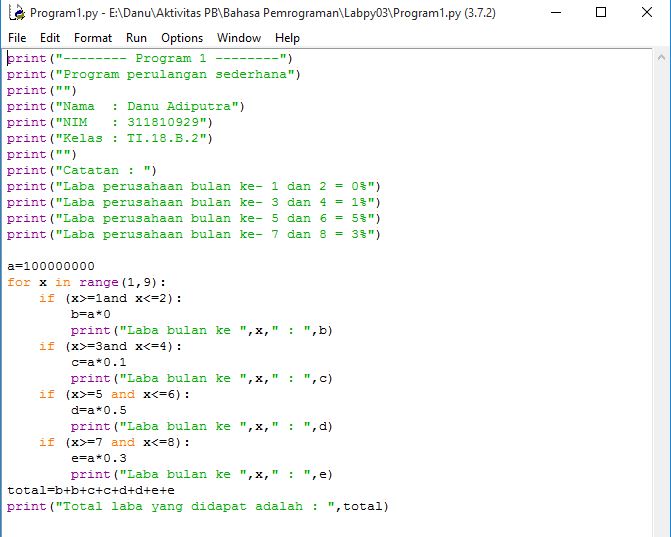 Program1.py - E:\Danu\Aktivitas PB\Bahasa Pemrograman\Labpy03\Program1.py (3.7.2)
File Edit Format Run Options Window Help
print("-------- Program 1 --------")
print("Program perulangan sederhana")
print("")
print("Nama  : Danu Adiputra")
print("NIM   : 311810929")
print("Kelas : TI.18.B.2")
print("")
print("Catatan : ")
print("Laba perusahaan bulan ke- 1 dan 2 = 0%")
print("Laba perusahaan bulan ke- 3 dan 4 = 1%")
print("Laba perusahaan bulan ke- 5 dan 6 = 5%")
print("Laba perusahaan bulan ke- 7 dan 8 = 3%")

a=100000000
for x in range(1,9):
    if (x>=1and x<=2):
        b=a*0
        print("Laba bulan ke ",x," : ",b)
    if (x>=3and x<=4):
        c=a*0.1
        print("Laba bulan ke ",x," : ",c)
    if (x>=5 and x<=6):
        d=a*0.5
        print("Laba bulan ke ",x," : ",d)
    if (x>=7 and x<=8):
        e=a*0.3
        print("Laba bulan ke ",x," : ",e)
total=b+b+c+c+d+d+e+e
print("Total laba yang didapat adalah : ",total)